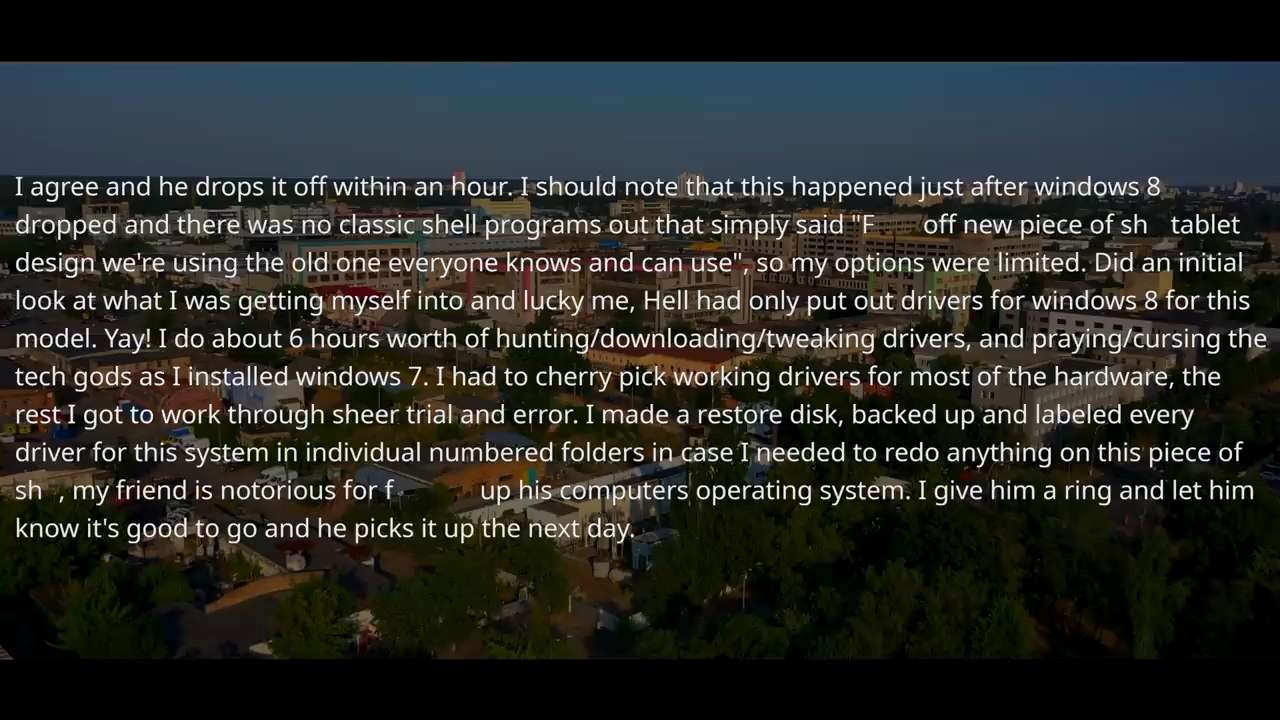 I agree and he drops it off within an hour. I should note that this happened just after windows 8
dropped and there was no classic shell programs out that simply said "F off new piece of sh tablet
design we're using the old one everyone knows and can use", so my options were limited. Did an initial
look at what I was getting myself into and lucky me, Hell had only put out drivers for windows 8 for this
model. Yay! I do about 6 hours worth of hunting/downloading/tweaking drivers, and praying/cursing the
tech gods as I installed windows 7. I had to cherry pick working drivers for most of the hardware, the
rest I got to work through sheer trial and error. I made a restore disk, backed up and labeled every
driver for this system in individual numbered folders in case I needed to redo anything on this piece of
sh , my friend is notorious for f up his computers operating system. I give him a ring and let him
know it's good to go and he picks it up the next day.